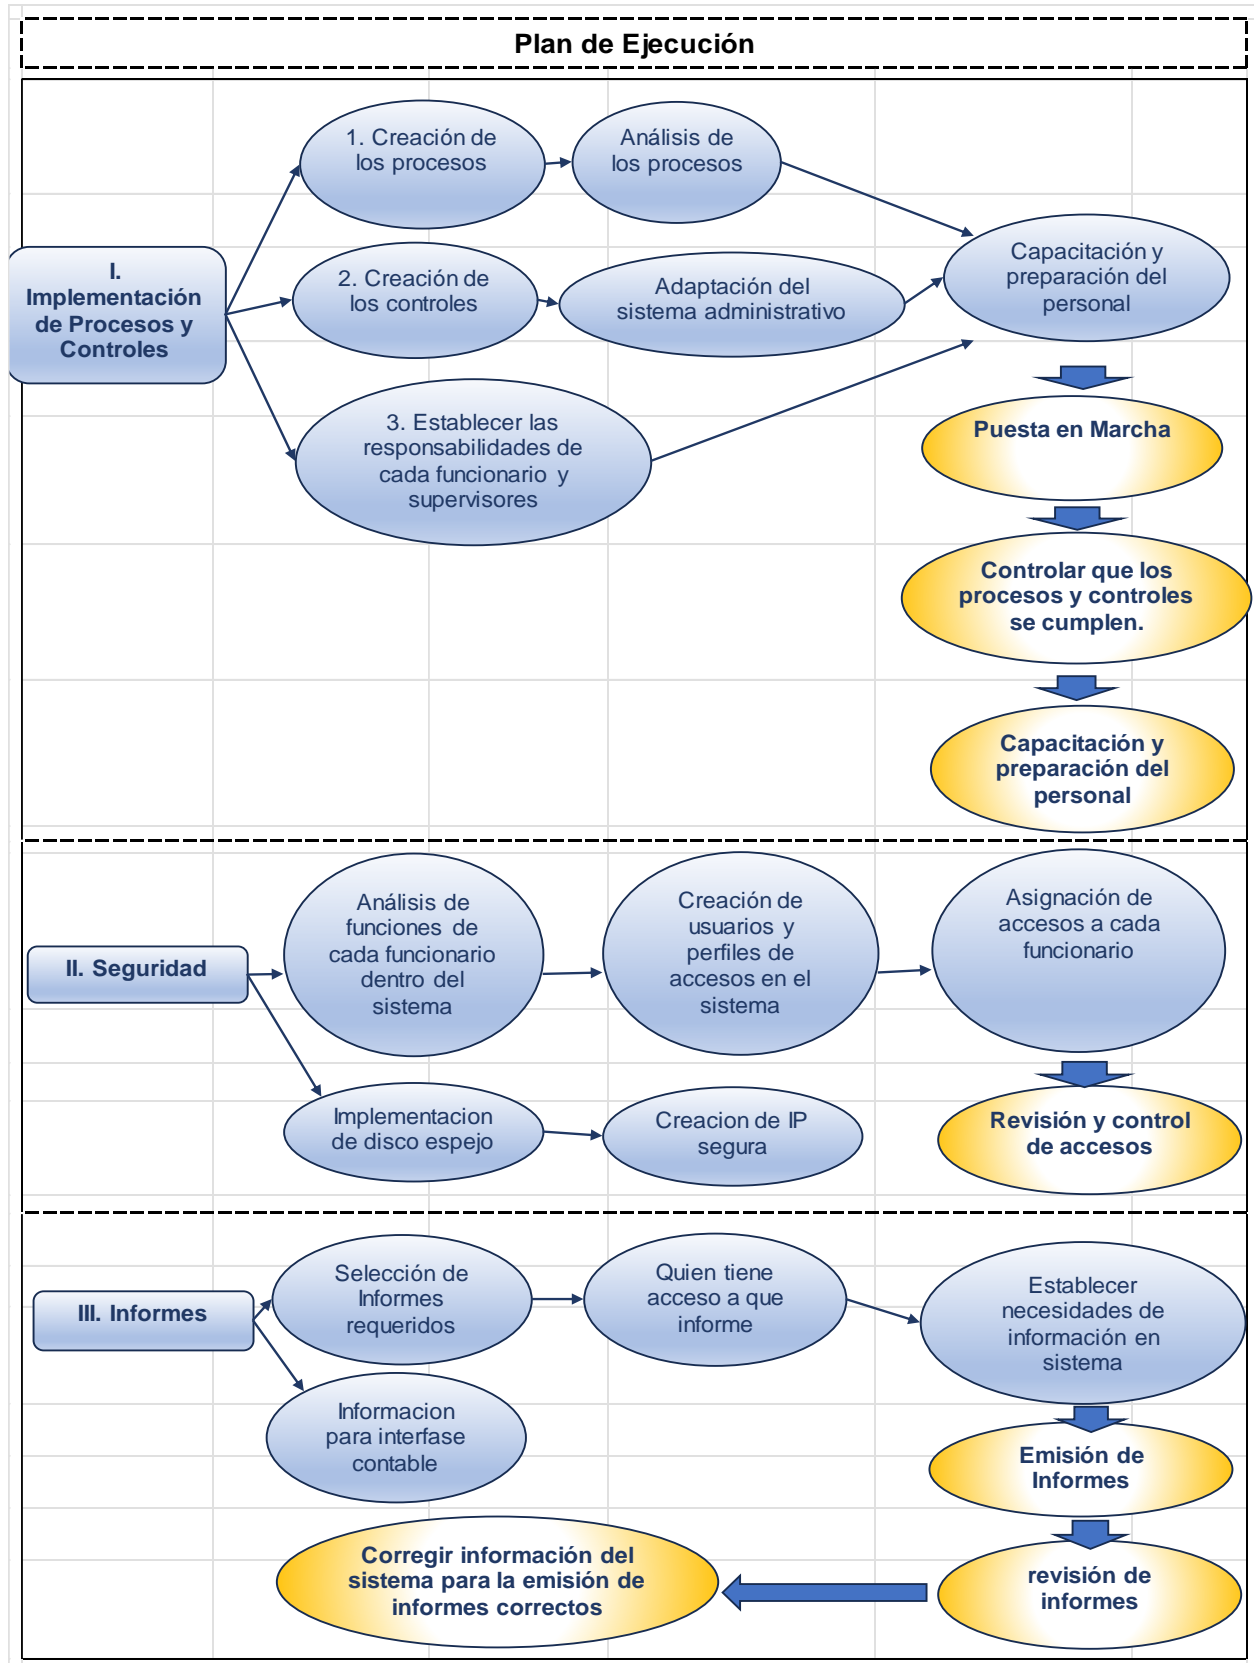 Plan de Ejecución
1. Creación de
los procesos
Análisis de
los procesos
I.
Implementación
de Procesos y
Controles
2. Creación de
los controles
Adaptación del
sistema administrativo
Capacitación y
preparación del
personal
3. Establecer las
responsabilidades de
cada funcionario y
supervisores
Puesta en Marcha
Controlar que los
procesos y controles
se cumplen.
Capacitación y
preparación del
personal
II. Seguridad
Análisis de
funciones de
cada funcionario
dentro del
sistema
Creación de
usuarios y
perfiles de
accesos en el
sistema
Asignación de
accesos a cada
funcionario
Implementacion
de disco espejo
Creacion de IP
segura
Revisión y control
de accesos
III. Informes
Selección de
Informes
requeridos
Quien tiene
acceso a que
informe
Establecer
necesidades de
información en
sistema
Informacion
para interfase
contable
Emisión de
Informes
revisión de
informes
Corregir información del
sistema para la emisión de
informes correctos